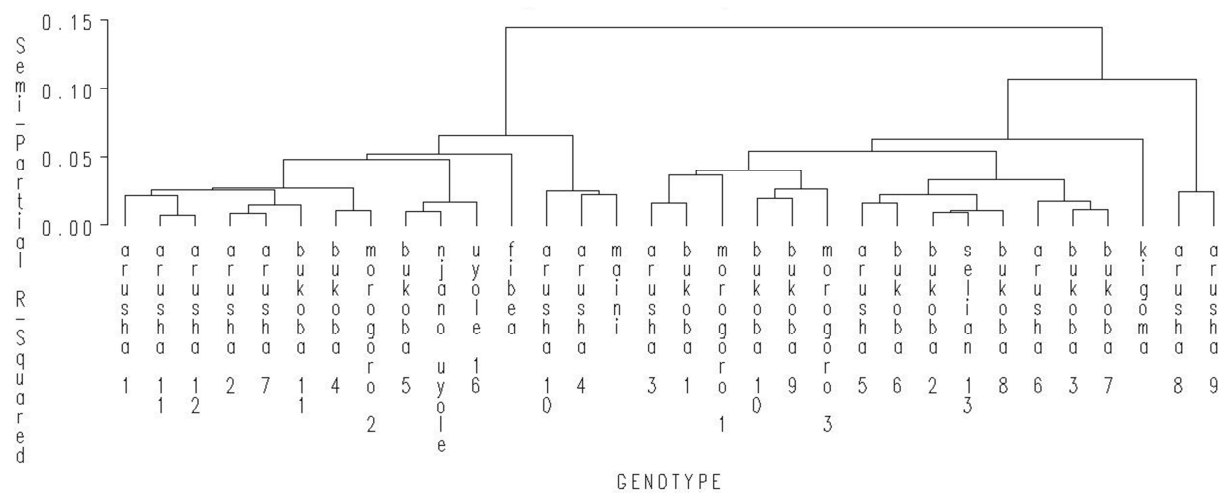 Semi-Partial R-Squared
0.15
0.10
0.05
0.00
arusha 1
arusha 11
arusha 12
arusha 2
arusha 7
bukoba 11
bukoba 4
morogoro 2
bukoba 5
njano uyole
uyole 16
fibea
arusha 10
arusha 4
maini
arusha 3
bukoba 1
morogoro 1
bukoba 10
bukoba 9
morogoro 3
arusha 5
bukoba 6
bukoba 2
selian 13
bukoba 8
arusha 6
bukoba 3
bukoba 7
kigoma
arusha 8
arusha 9
GENOTYPE